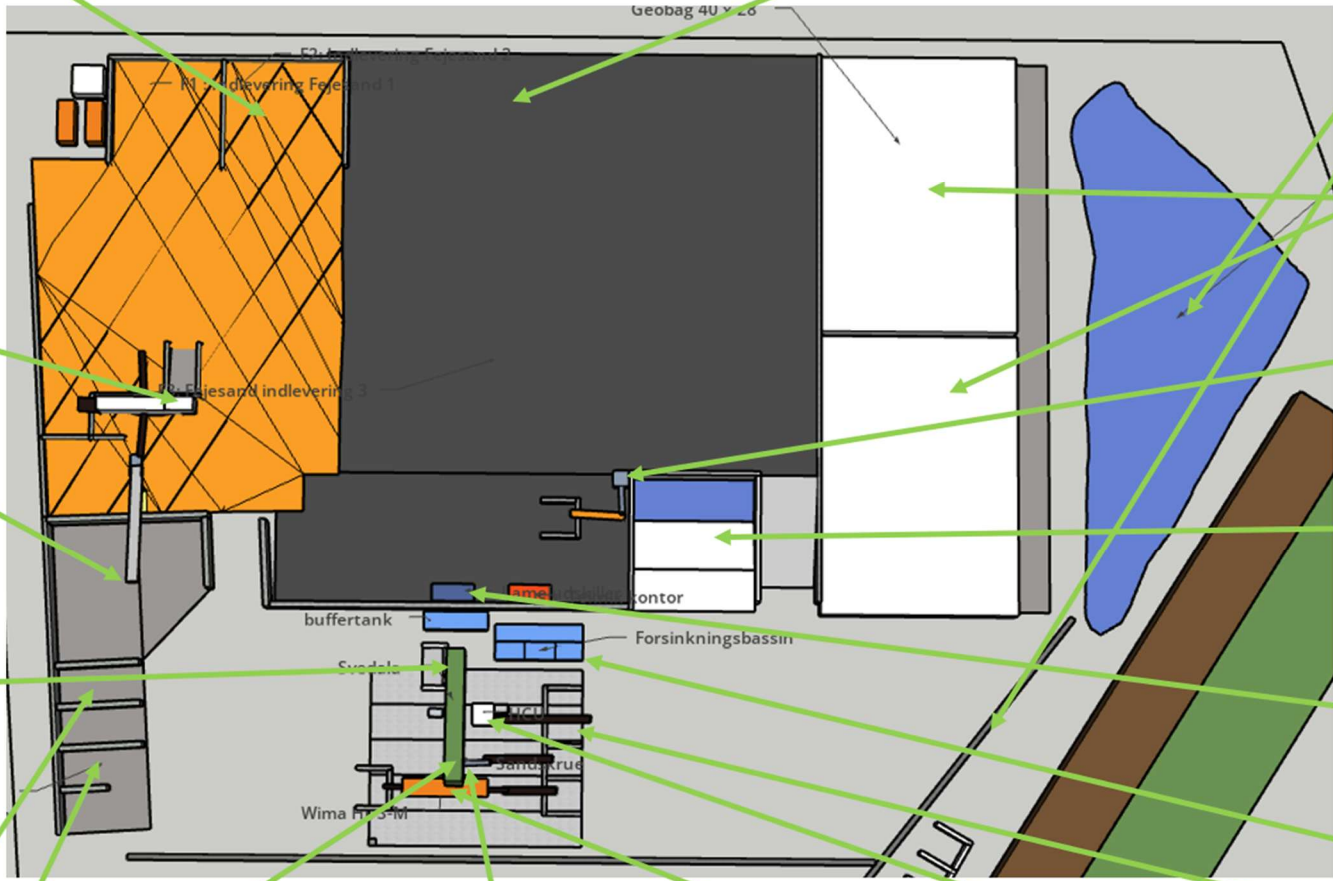 Geobag 40 x 28
F2: Indlevering Fejesand 2
F1 : Indlevering Fejesand 1
F3: Fejesand indlevering 3
kontor
buffertank
Forsinkningsbassin
Svedala
HCU
Sandskrue
Wima